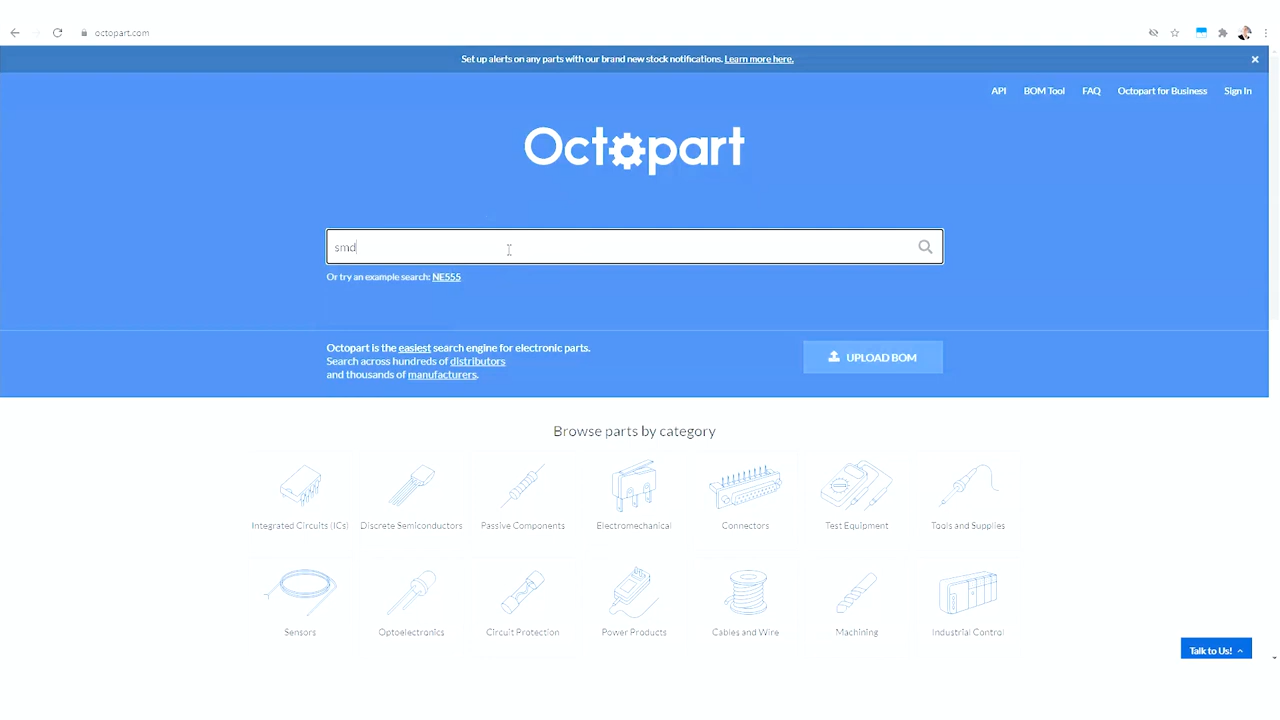 octopart.com
Set up alerts on any parts with our brand new stock notifications. Learn more here.
API BOM Tool FAQ Octopart for Business Sign In
Octopart
smd
Or try an example search: NE555
Octopart is the easiest search engine for electronic parts.
Search across hundreds of distributors
and thousands of manufacturers.
UPLOAD BOM
Browse parts by category
Integrated Circuits (ICs) Discrete Semiconductors Passive Components Electromechanical Connectors Test Equipment Tools and Supplies
Sensors Optoelectronics Circuit Protection Power Products Cables and Wire Machining Industrial Control
Talk to Us!